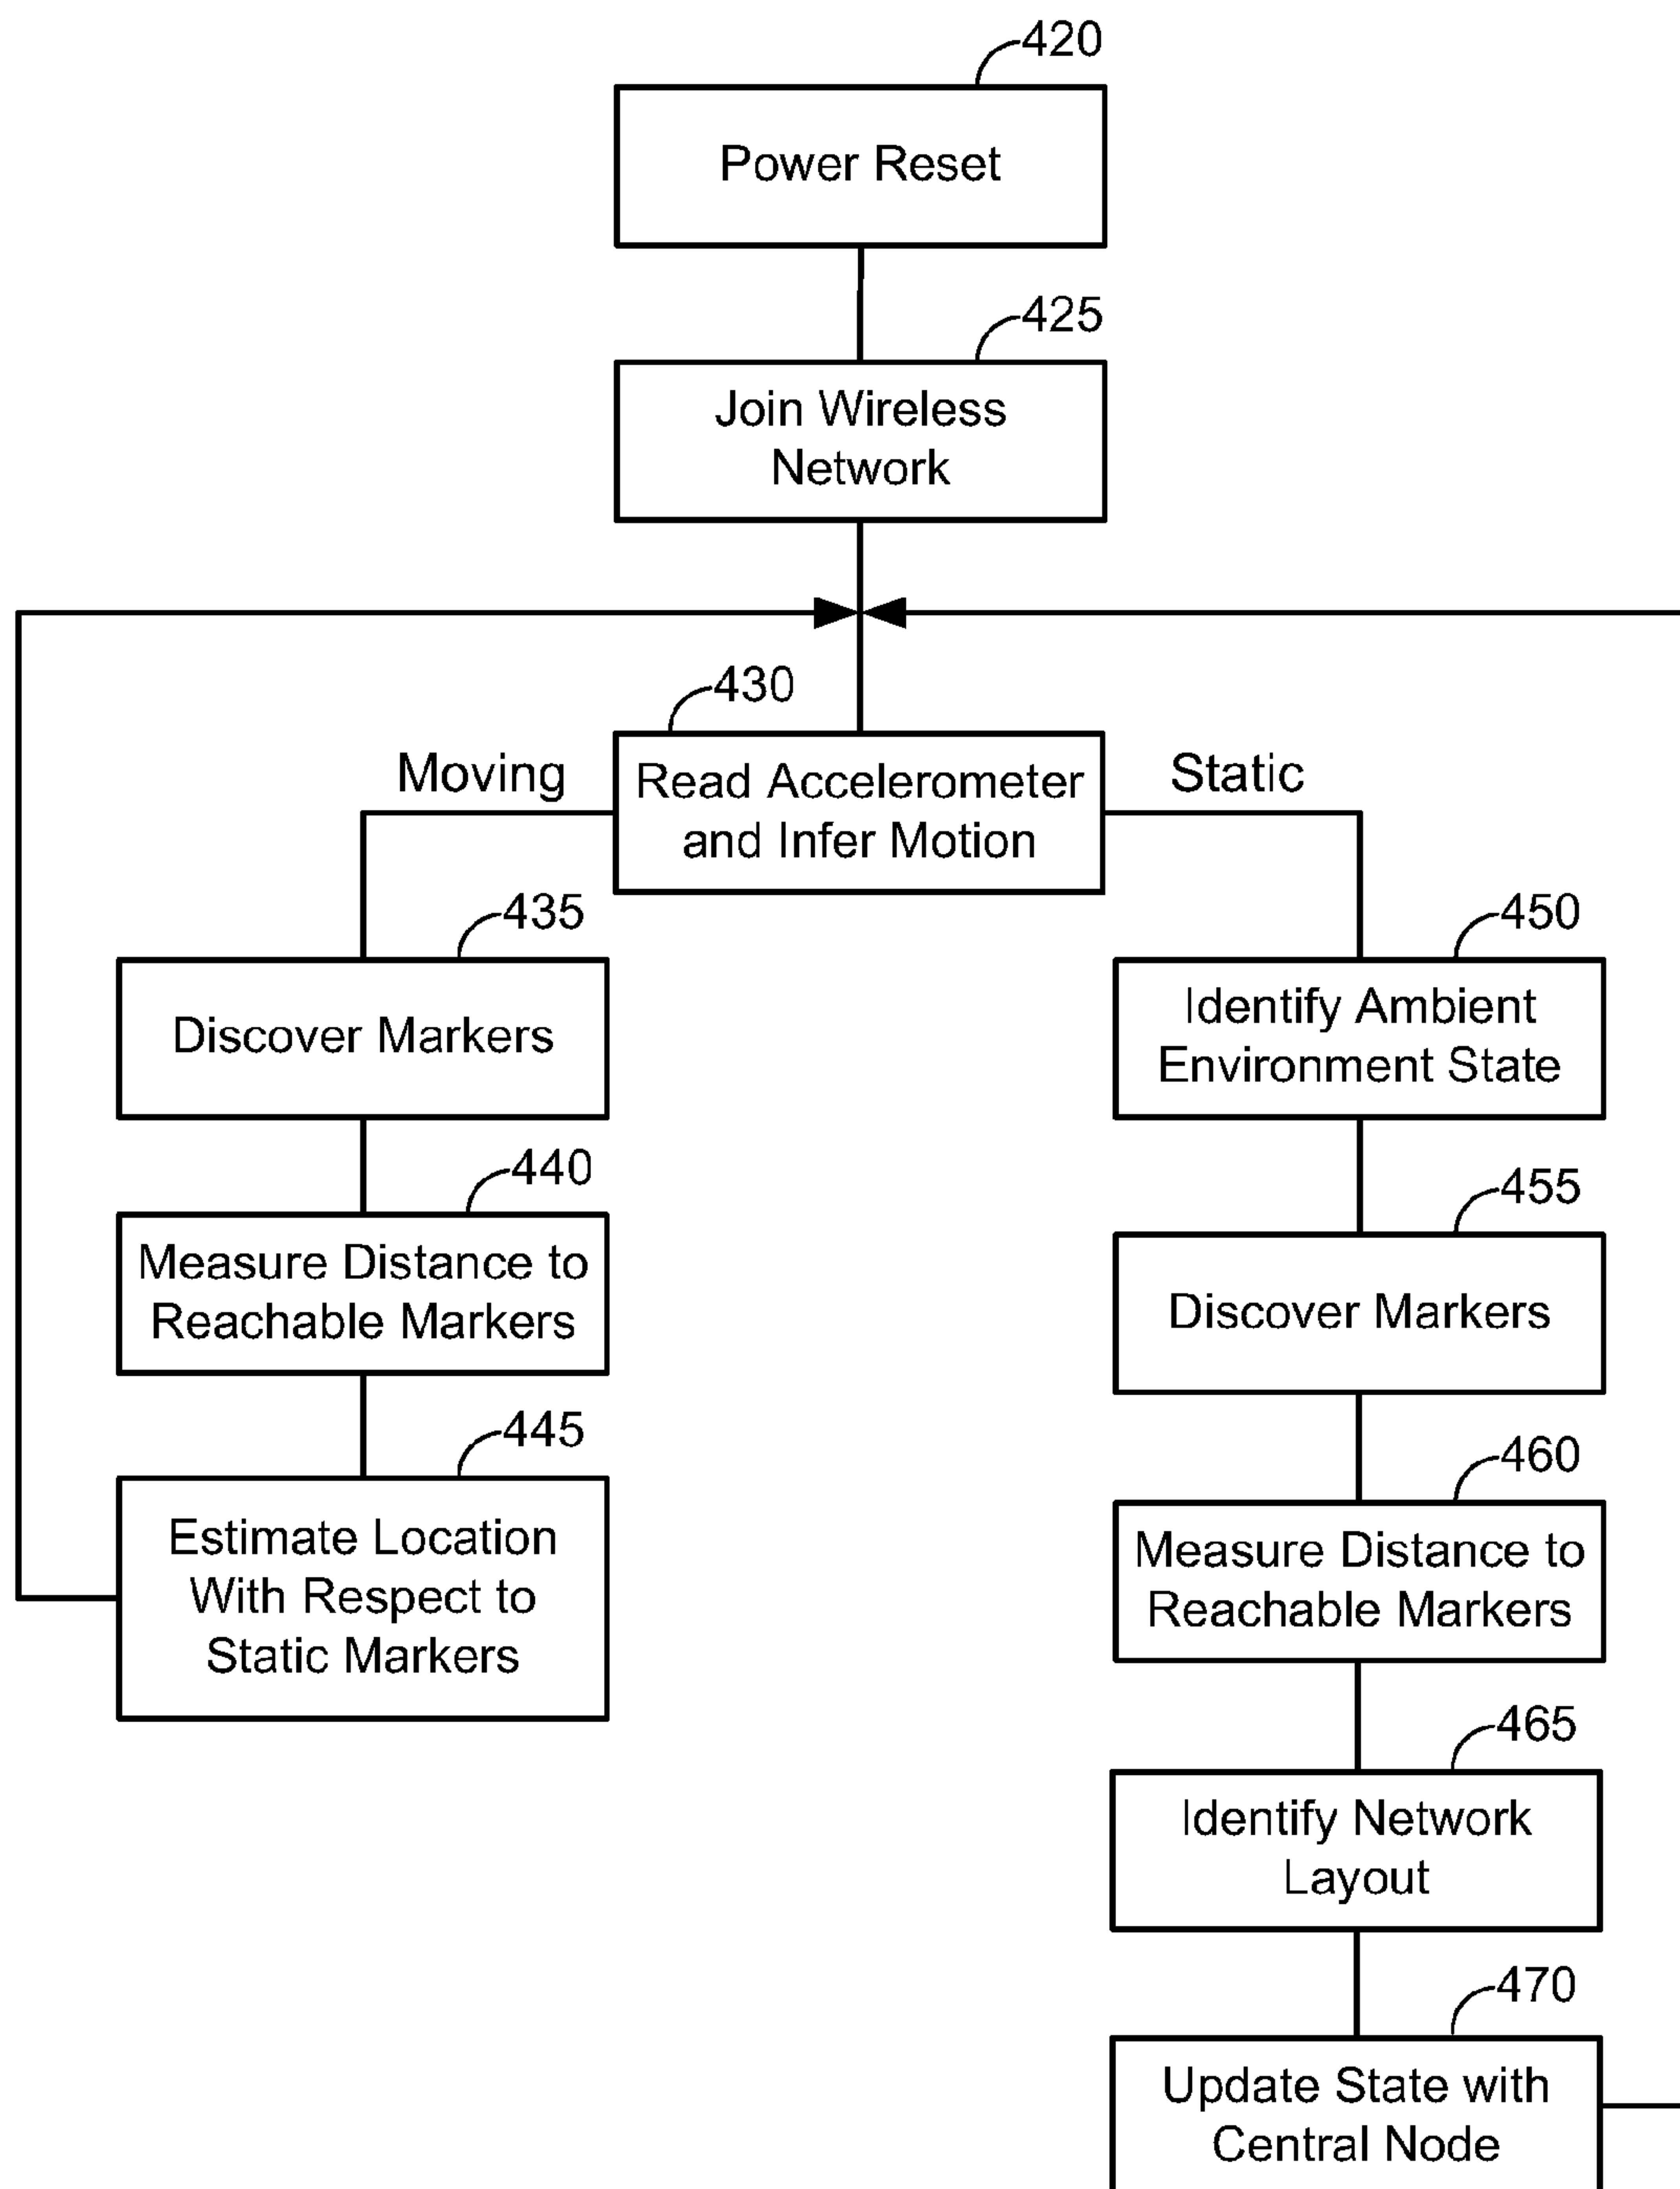 420
Power Reset
425
Join Wireless
Network
430
Moving
Read Accelerometer
and Infer Motion
Static
435
Discover Markers
440
Measure Distance to
Reachable Markers
445
Estimate Location
With Respect to
Static Markers
450
Identify Ambient
Environment State
455
Discover Markers
460
Measure Distance to
Reachable Markers
465
Identify Network
Layout
470
Update State with
Central Node